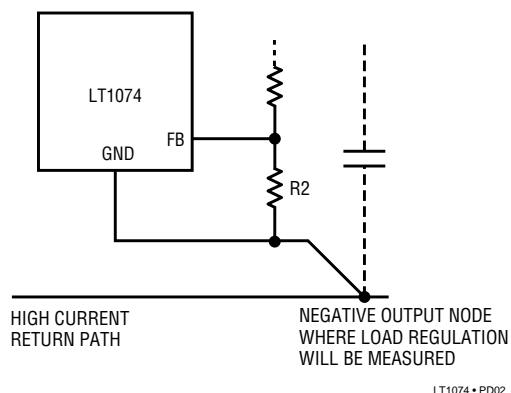 LT1074
FB
GND
R2
HIGH CURRENT
RETURN PATH
NEGATIVE OUTPUT NODE
WHERE LOAD REGULATION
WILL BE MEASURED
LT1074 • PD02